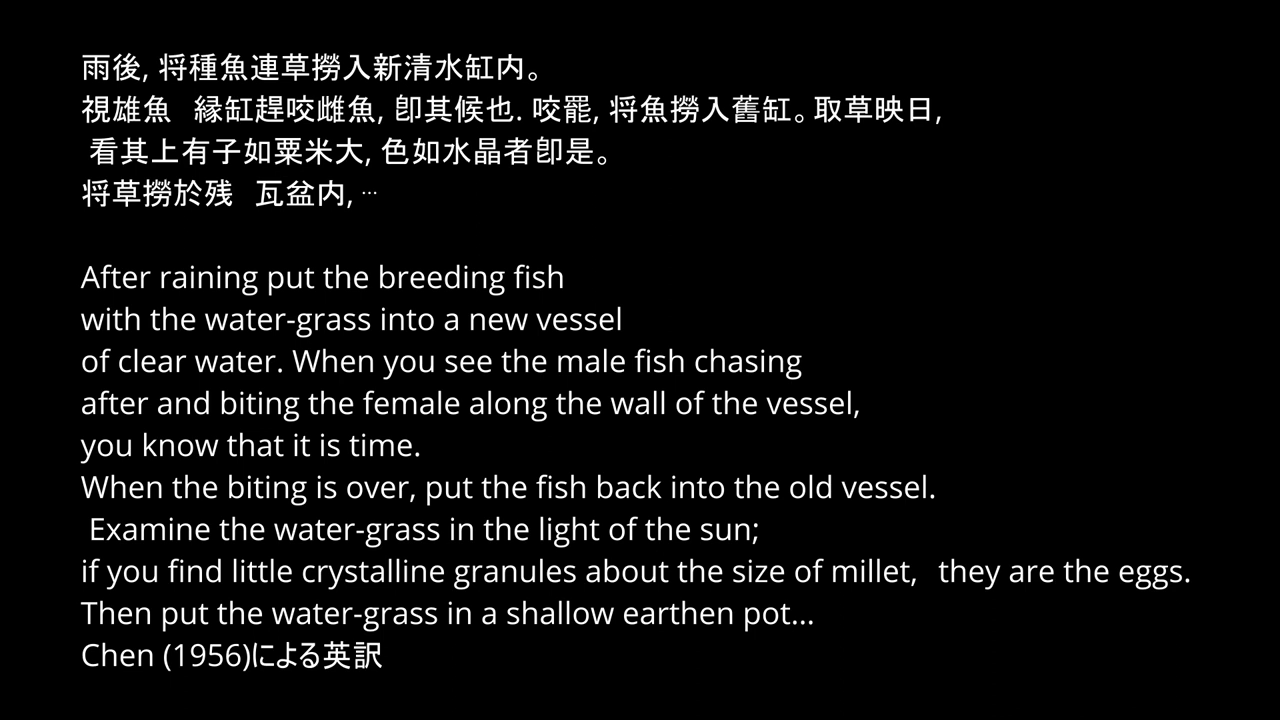 雨後, 将種魚連草撈入新清水缸内。
視雄魚　縁缸趕咬雌魚, 卽其候也. 咬罷, 将魚撈入舊缸。取草映日,
看其上有子如粟米大, 色如水晶者卽是。
将草撈於残　瓦盆内, …
After raining put the breeding fish
with the water-grass into a new vessel
of clear water. When you see the male fish chasing
after and biting the female along the wall of the vessel,
you know that it is time.
When the biting is over, put the fish back into the old vessel.
Examine the water-grass in the light of the sun;
if you find little crystalline granules about the size of millet,  they are the eggs.
Then put the water-grass in a shallow earthen pot...
Chen (1956)による英訳